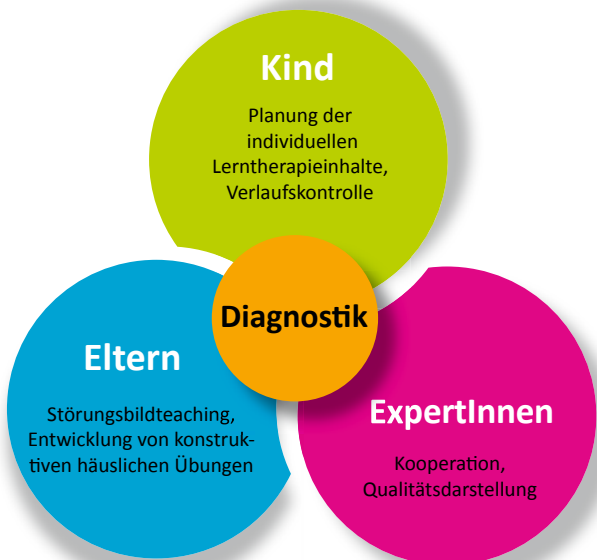 Kind
Planung der
individuellen
Lerntherapieinhalte,
Verlaufskontrolle
Diagnostik
Eltern
Störungsbildteaching,
Entwicklung von konstruk-
tiven häuslichen Übungen
ExpertInnen
Kooperation,
Qualitätsdarstellung